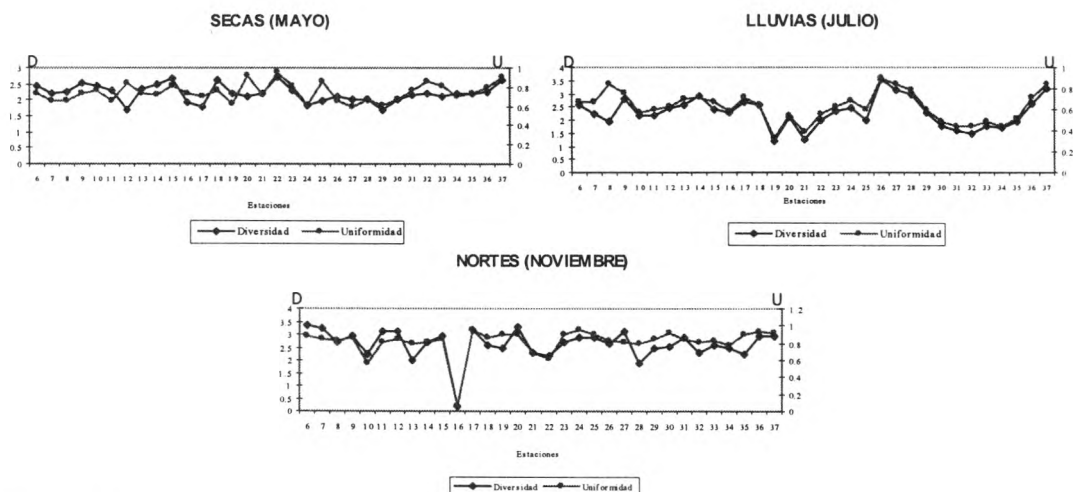 SECAS (MAYO)
D
U
3
2.5
2
1.5
1
0.5
0
1
0.8
0.6
0.4
0.2
0
6 7 8 9 10 11 12 13 14 15 16 17 18 19 20 21 22 23 24 25 26 27 28 29 30 31 32 33 34 35 36 37
Estaciones
Diversidad Uniformidad
LLUVIAS (JULIO)
D
U
4
3.5
3
2.5
2
1.5
1
0.5
0
1
0.8
0.6
0.4
0.2
0
6 7 8 9 10 11 12 13 14 15 16 17 18 19 20 21 22 23 24 25 26 27 28 29 30 31 32 33 34 35 36 37
Estaciones
Diversidad Uniformidad
NORTES (NOVIEMBRE)
D
U
4
3.5
3
2.5
2
1.5
1
0.5
0
1 2
1
0.8
0.6
0.4
0.2
0
6 7 8 9 10 11 12 13 14 15 16 17 18 19 20 21 22 23 24 25 26 27 28 29 30 31 32 33 34 35 36 37
Estaciones
Diversidad Uniformidad